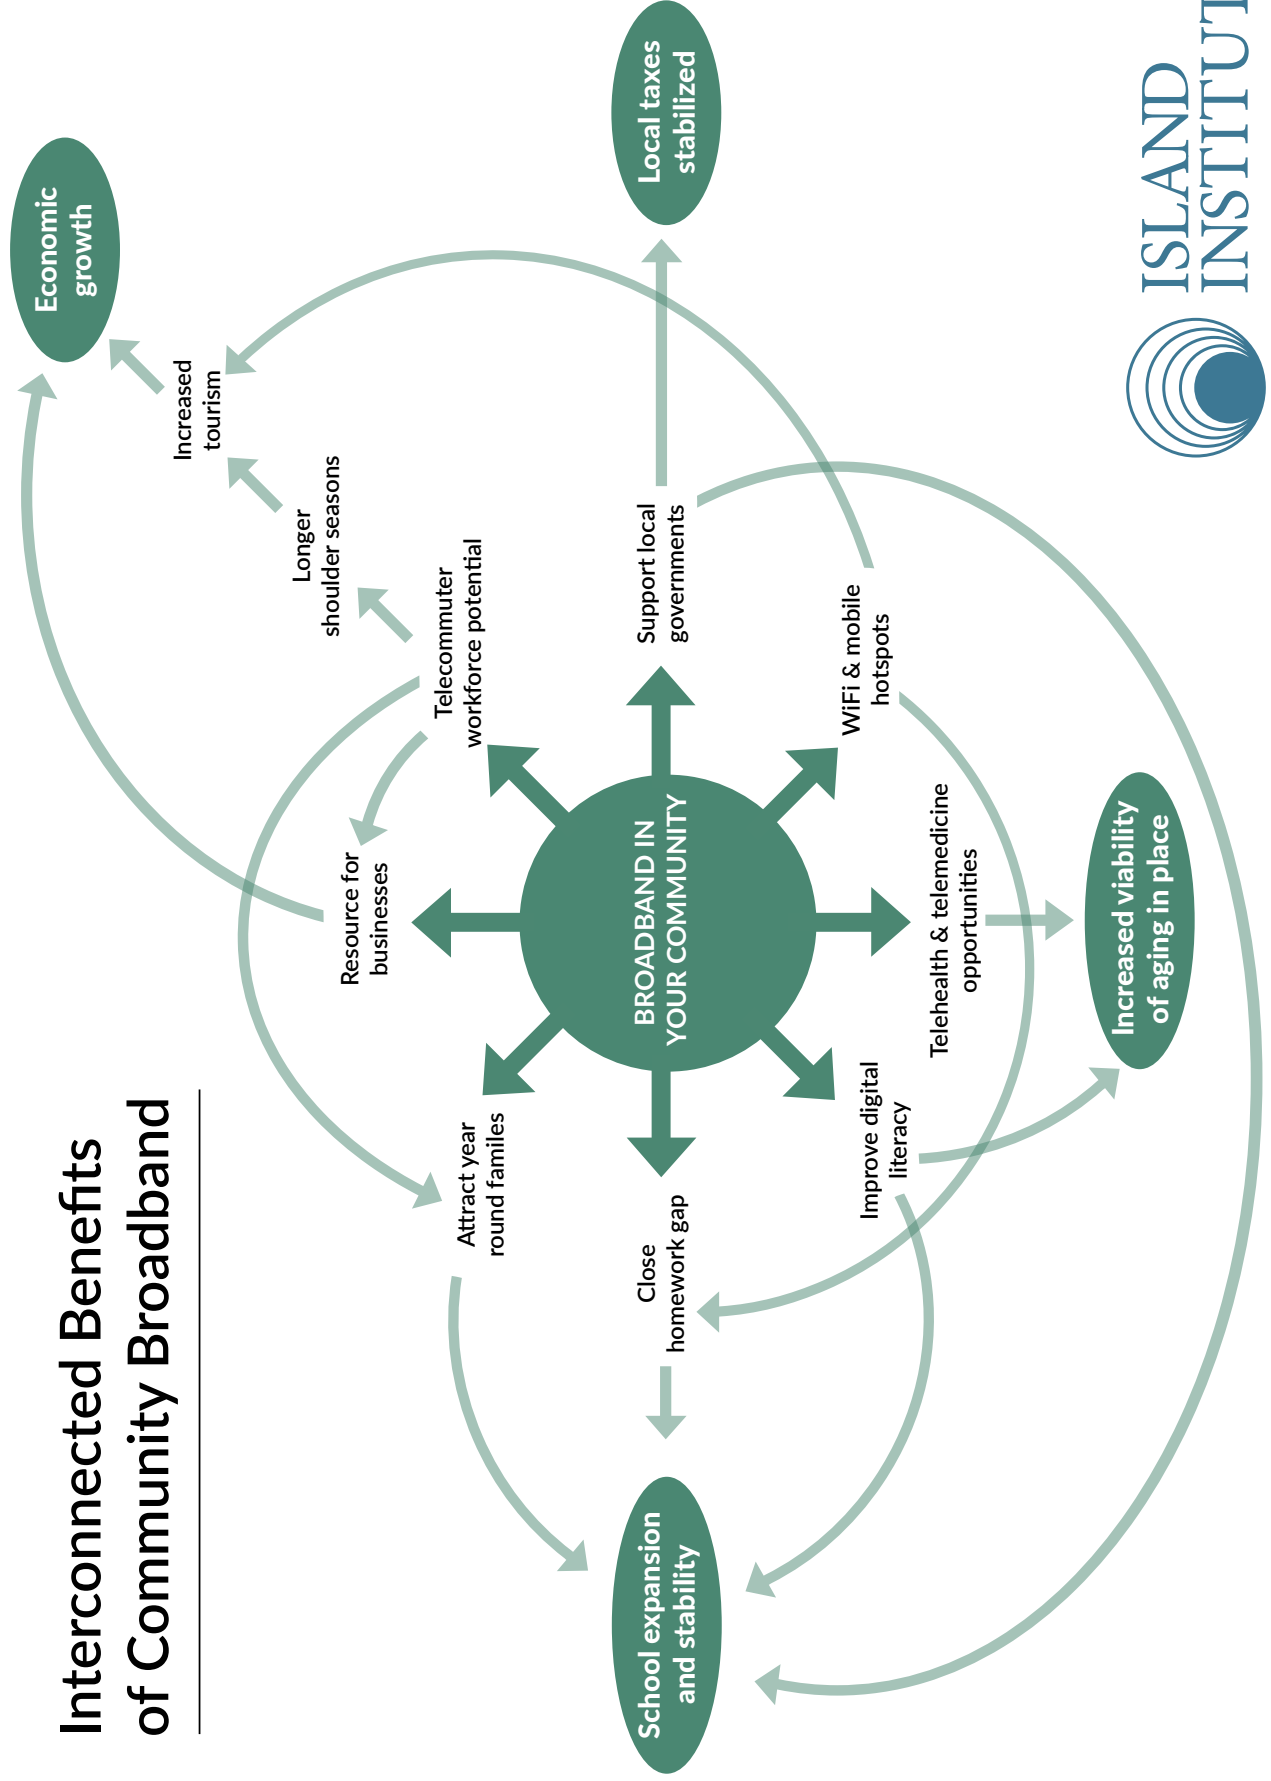 Interconnected Benefits
of Community Broadband
Economic
growth
Increased
tourism
Longer
shoulder seasons
Resource for
businesses
Telecommuter
workforce potential
Attract year
round familes
School expansion
and stability
Close
homework gap
BROADBAND IN
YOUR COMMUNITY
Support local
governments
Local taxes
stabilized
Improve digital
literacy
WiFi & mobile
hotspots
Telehealth & telemedicine
opportunities
Increased viability
of aging in place
ISLAND
INSTITUT